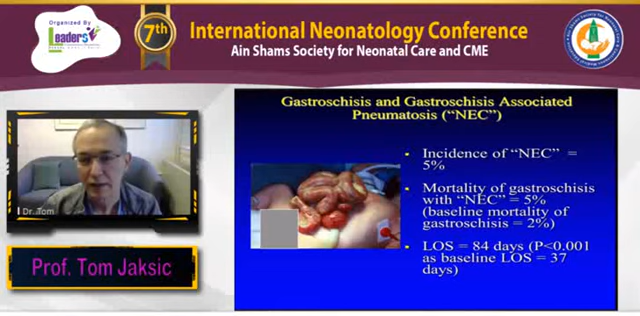 Organized By
Leaders
7th
International Neonatology Conference
Ain Shams Society for Neonatal Care and CME
Gastroschisis and Gastroschisis Associated
Pneumatosis (“NEC”)
Incidence of “NEC” =
5%
Mortality of gastroschisis
with “NEC” = 5%
(baseline mortality of
gastroschisis = 2%)
LOS = 84 days (P<0.001
as baseline LOS = 37
days)
Dr. Tom
Prof. Tom Jaksic